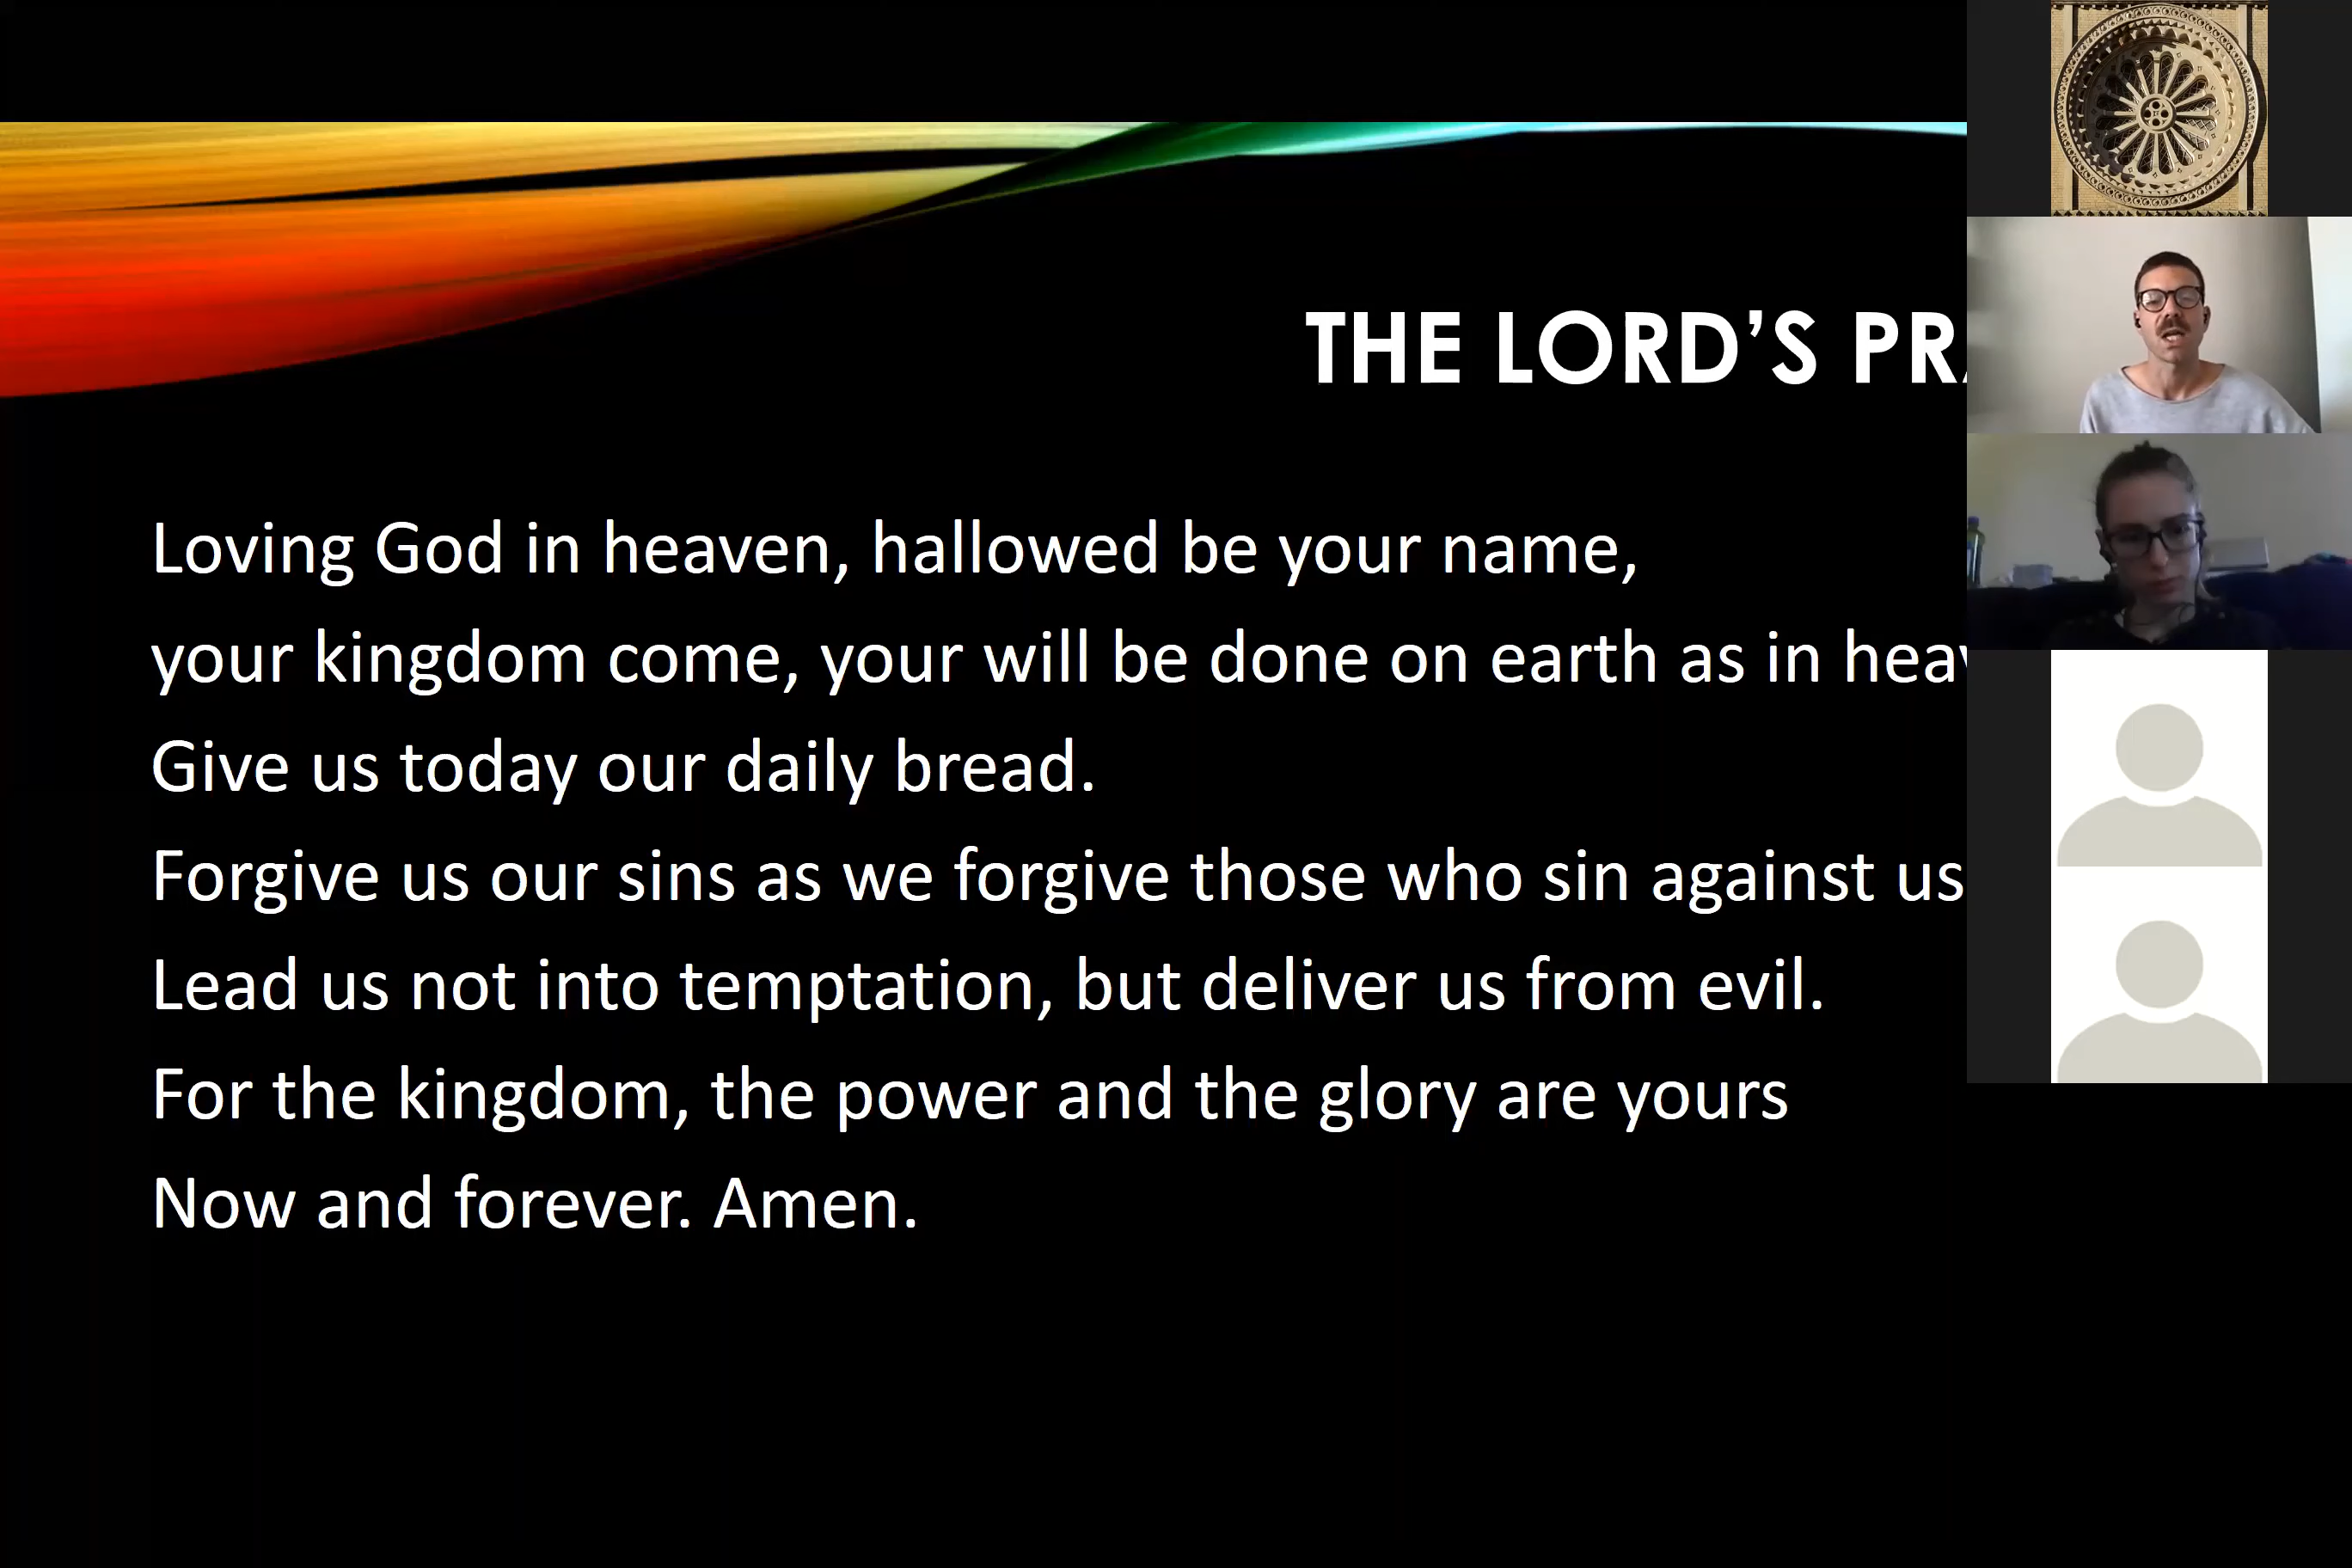 THE LORD’S PR
Loving God in heaven, hallowed be your name,
your kingdom come, your will be done on earth as in
Give us today our daily bread.
Forgive us our sins as we forgive those who sin against us
Lead us not into temptation, but deliver us from evil.
For the kingdom, the power and the glory are yours
Now and forever. Amen.